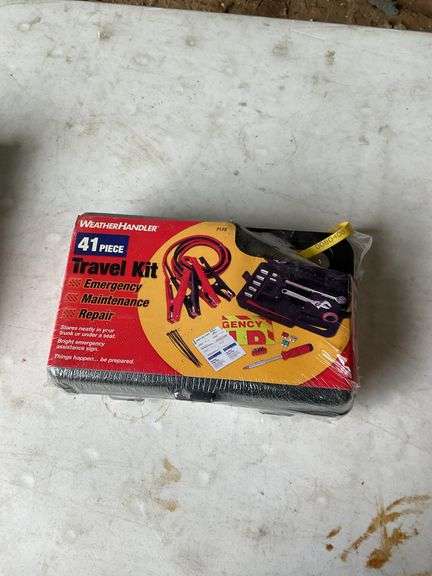 WEATHERHANDLER
41 PIECE
Travel Kit
Emergency
Maintenance
Repair
Stores neatly in your
trunk or under a seat.
Bright emergency
assistance sign.
Things happen... be prepared.
GENCY